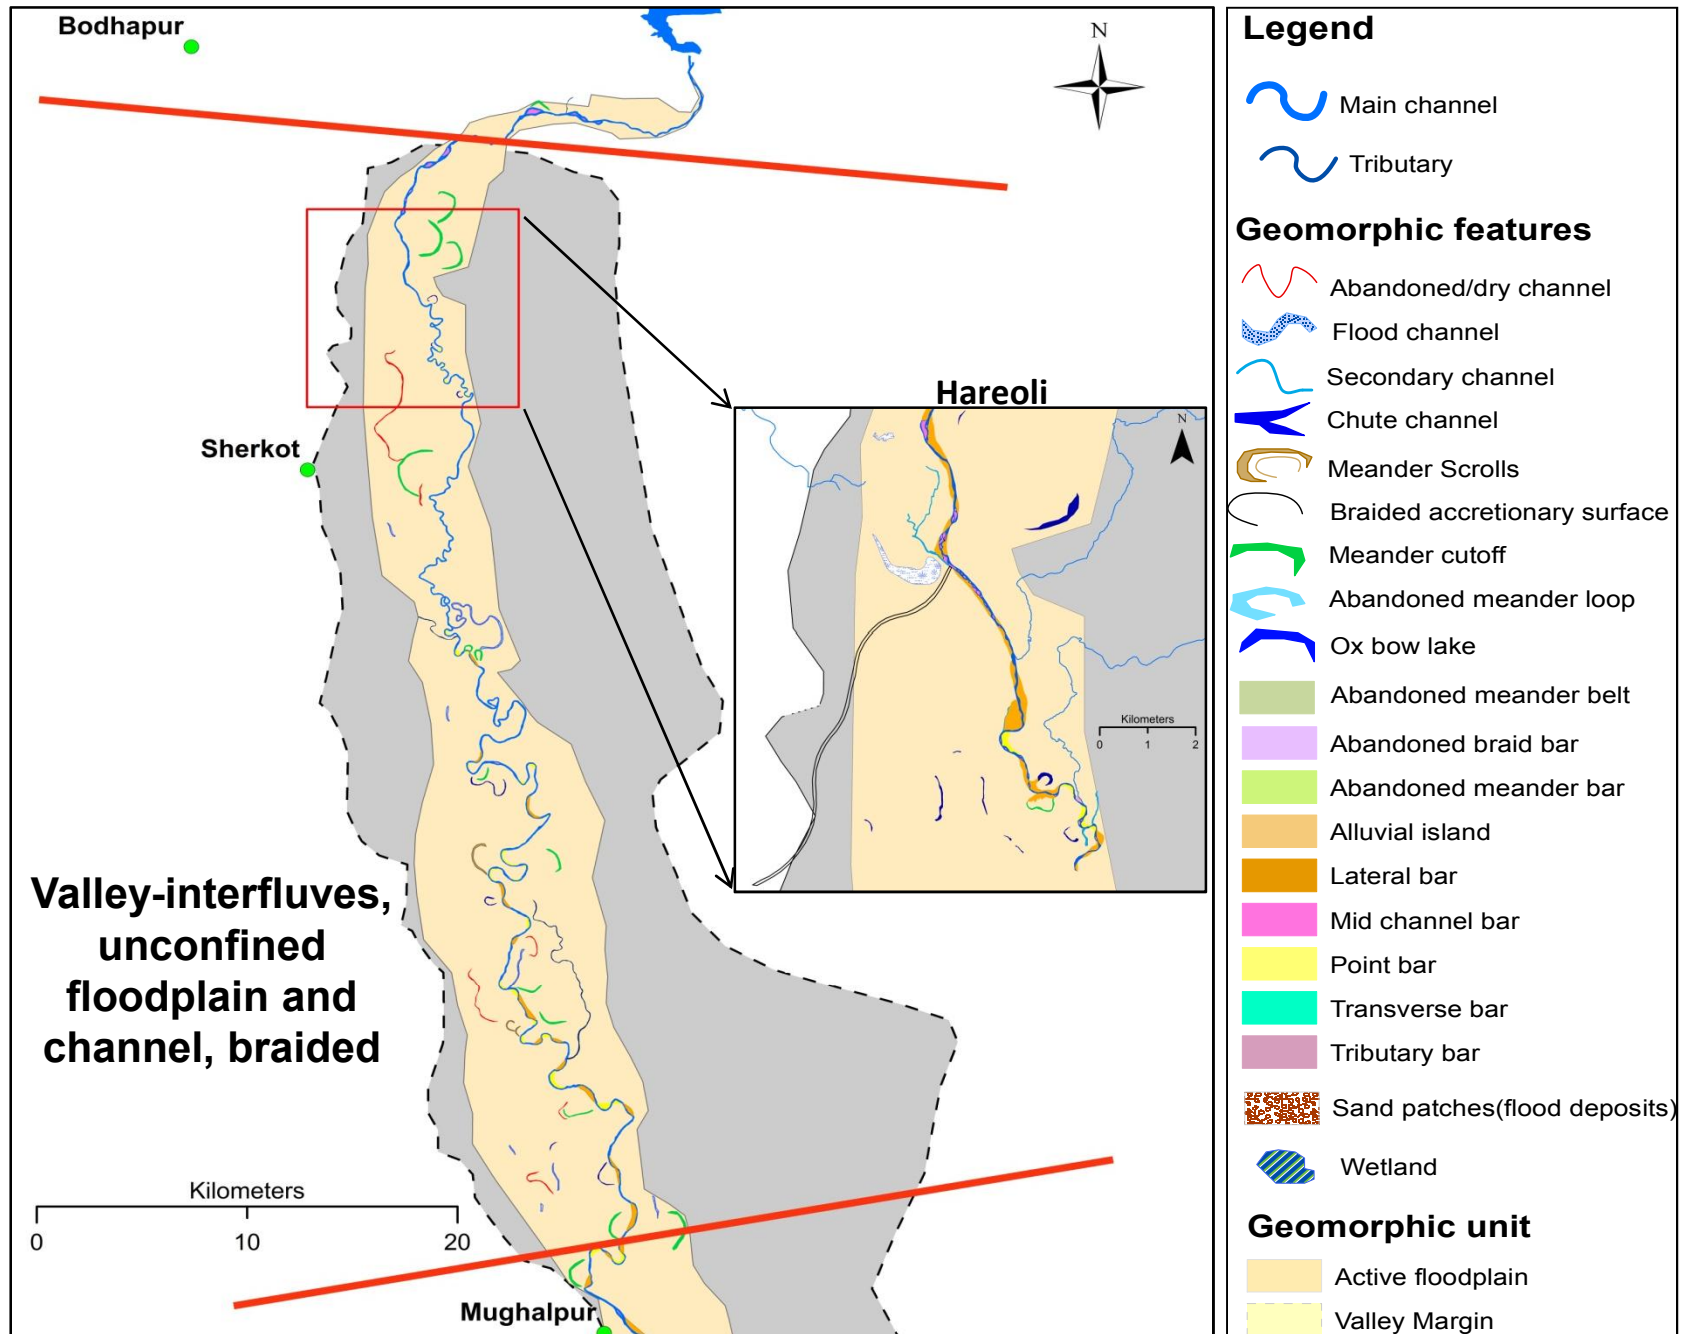 Bodhapur
N
Sherkot
Hareoli
N
Kilometers
0 1 2
Valley-interfluves,
unconfined
floodplain and
channel, braided
Kilometers
0 10 20
Mughalpur
Legend
Main channel
Tributary
Geomorphic features
Abandoned/dry channel
Flood channel
Secondary channel
Chute channel
Meander Scrolls
Braided accretionary surface
Meander cutoff
Abandoned meander loop
Ox bow lake
Abandoned meander belt
Abandoned braid bar
Abandoned meander bar
Alluvial island
Lateral bar
Mid channel bar
Point bar
Transverse bar
Tributary bar
Sand patches(flood deposits)
Wetland
Geomorphic unit
Active floodplain
Valley Margin